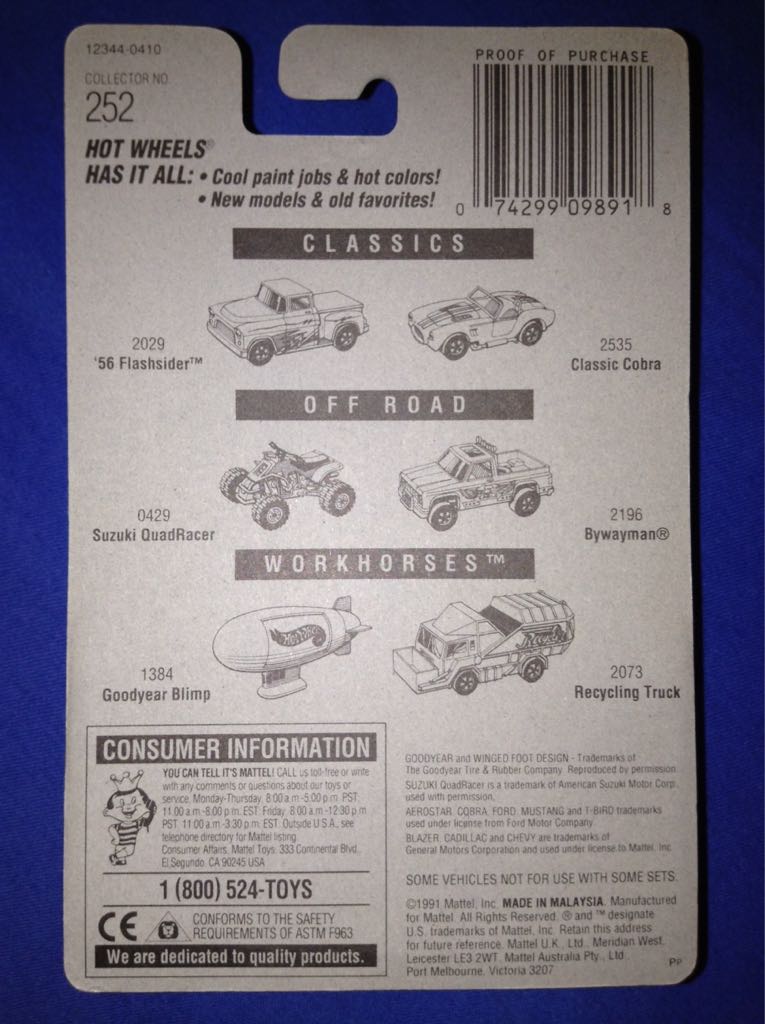 12344-0410
COLLECTOR NO.
252
PROOF OF PURCHASE
HOT WHEELS®
HAS IT ALL: • Cool paint jobs & hot colors!
• New models & old favorites!
0 74299 09891 8
CLASSICS
2029
'56 Flashsider™
2535
Classic Cobra
OFF ROAD
0429
Suzuki QuadRacer
2196
Bywayman®
WORKHORSES™
Hot Wheels
1384
Goodyear Blimp
2073
Recycling Truck
CONSUMER INFORMATION
YOU CAN TELL IT'S MATTEL! CALL us toll-free or write
with any comments or questions about our toys or
service. Monday-Thursday, 8:00 a.m.-5:00 p.m. PST;
11:00 a.m.-8:00 p.m. EST: Friday, 8:00 a.m.-12:30 p.m.
PST; 11:00 a.m.-3:30 p.m. EST. Outside U.S.A., see
telephone directory for Mattel listing.
Consumer Affairs, Mattel Toys, 333 Continental Blvd.,
El Segundo, CA 90245 USA
1 (800) 524-TOYS
CE CONFORMS TO THE SAFETY
REQUIREMENTS OF ASTM F963
We are dedicated to quality products.
GOODYEAR and WINGED FOOT DESIGN - Trademarks of
The Goodyear Tire & Rubber Company. Reproduced by permission.
SUZUKI QuadRacer is a trademark of American Suzuki Motor Corp.
used with permission.
AEROSTAR, COBRA, FORD, MUSTANG and T-BIRD trademarks
used under license from Ford Motor Company.
BLAZER, CADILLAC and CHEVY are trademarks of
General Motors Corporation and used under license to Mattel, Inc.
SOME VEHICLES NOT FOR USE WITH SOME SETS.
©1991 Mattel, Inc. MADE IN MALAYSIA. Manufactured
for Mattel. All Rights Reserved. ® and ™ designate
U.S. trademarks of Mattel, Inc. Retain this address
for future reference. Mattel U.K., Ltd., Meridian West,
Leicester LE3 2WT. Mattel Australia Pty., Ltd.,
Port Melbourne, Victoria 3207
PP